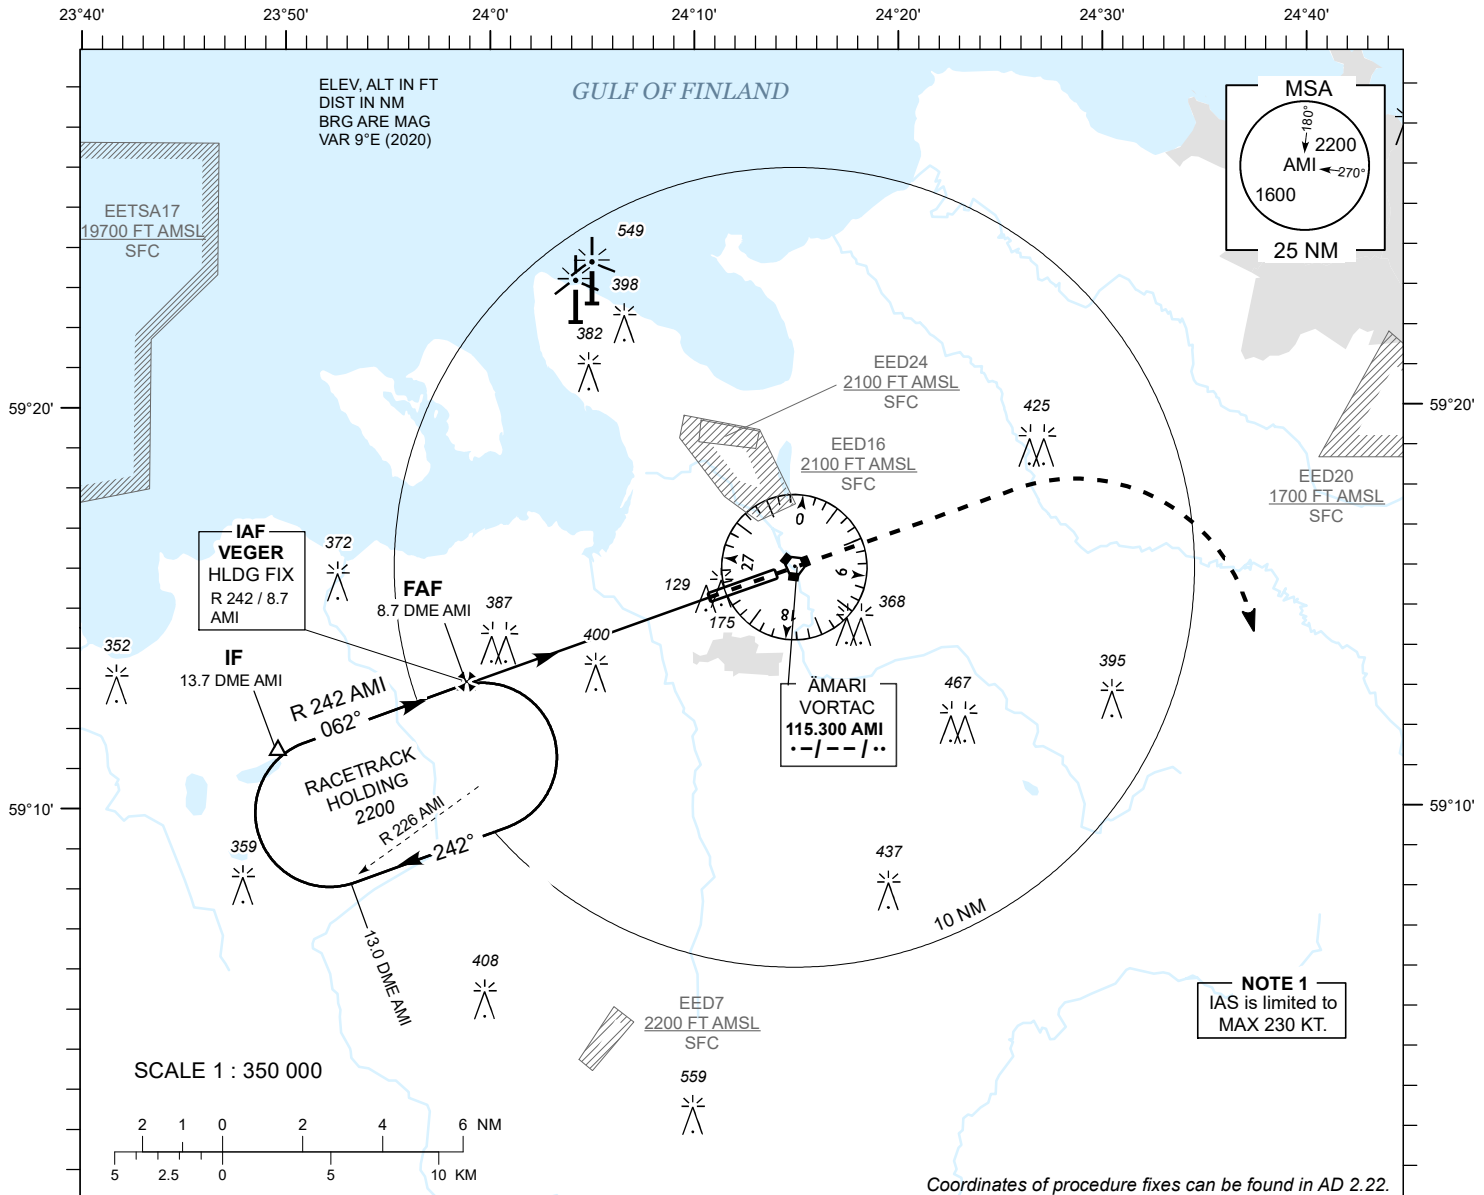 23°40' 23°50' 24°0' 24°10' 24°20' 24°30' 24°40'
ELEV, ALT IN FT
DIST IN NM
BRG ARE MAG
VAR 9°E (2020)
GULF OF FINLAND
MSA
180°
2200
AMI
270°
1600
25 NM
EETSA17
19700 FT AMSL
SFC
549
398
382
EED24
2100 FT AMSL
SFC
59°20'
59°20'
425
EED16
2100 FT AMSL
SFC
EED20
1700 FT AMSL
SFC
0
9
18
27
IAF
VEGER
HLDG FIX
R 242 / 8.7
AMI
372
FAF
8.7 DME AMI
387
129
175
368
400
352
IF
13.7 DME AMI
R 242 AMI
062°
ÄMARI
VORTAC
115.300 AMI
467
395
RACETRACK
HOLDING
2200
R 226 AMI
242°
59°10'
59°10'
359
437
10 NM
13.0 DME AMI
408
EED7
2200 FT AMSL
SFC
NOTE 1
IAS is limited to
MAX 230 KT.
559
SCALE 1 : 350 000
2 1 0 2 4 6 NM
5 2.5 0 5 10 KM
Coordinates of procedure fixes can be found in AD 2.22.